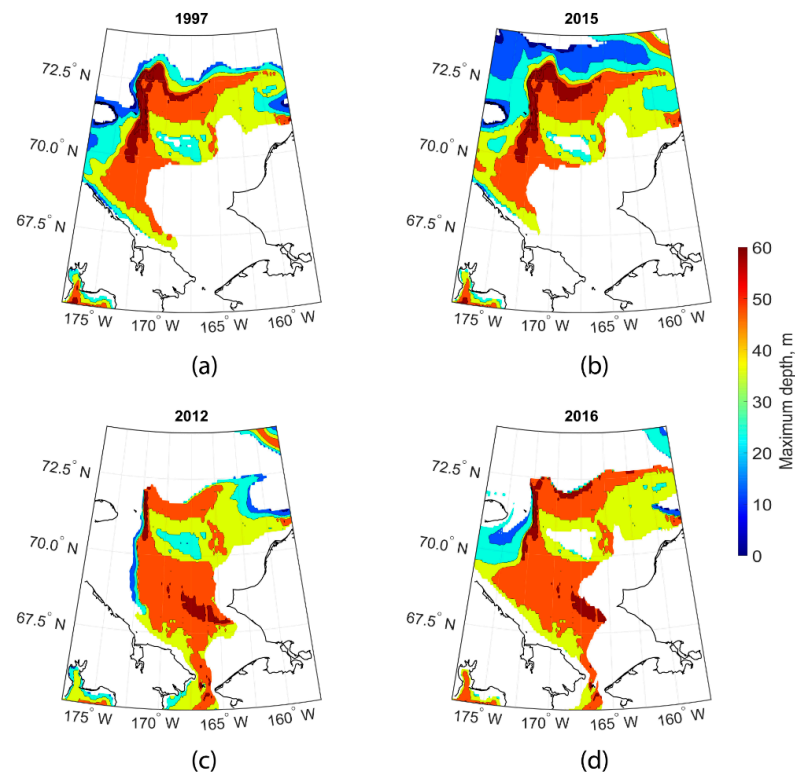 1997
72.5° N
70.0° N
67.5° N
175° W
170° W
165° W
160° W
(a)
2015
72.5° N
70.0° N
67.5° N
175° W
170° W
165° W
160° W
(b)
2012
72.5° N
70.0° N
67.5° N
175° W
170° W
165° W
160° W
(c)
2016
72.5° N
70.0° N
67.5° N
175° W
170° W
165° W
160° W
(d)
60
50
40
30
20
10
0
Maximum depth, m